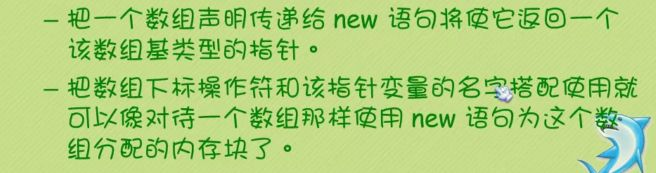 – 把一个数组声明传递给 new 语句将使它返回一个
该数组基类型的指针。
– 把数组下标操作符和该指针变量的名字搭配使用就
可以像对待一个数组那样使用 new 语句为这个数
组分配的内存块了。